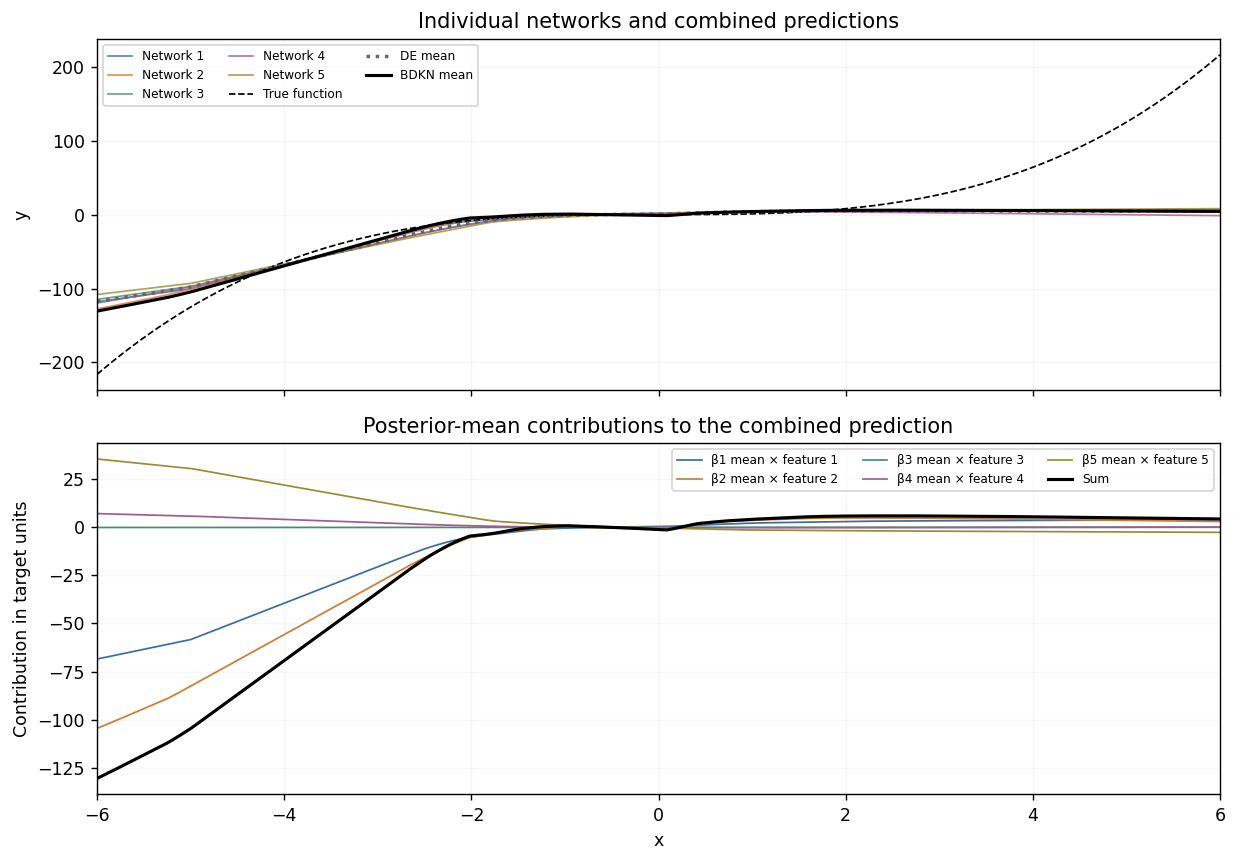 Individual networks and combined predictions
Network 1
Network 2
Network 3
Network 4
Network 5
True function
DE mean
BDKN mean
200
100
0
−100
−200
y
Posterior-mean contributions to the combined prediction
β1 mean × feature 1
β2 mean × feature 2
β3 mean × feature 3
β4 mean × feature 4
β5 mean × feature 5
Sum
25
0
−25
−50
−75
−100
−125
Contribution in target units
−6 −4 −2 0 2 4 6
x